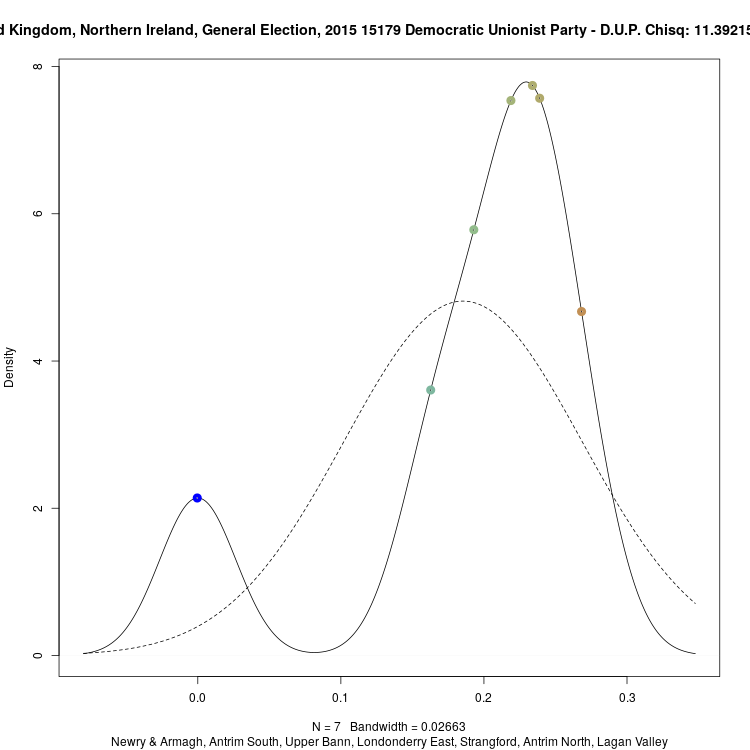 d Kingdom, Northern Ireland, General Election, 2015 15179 Democratic Unionist Party - D.U.P. Chisq: 11.39215
8
6
4
2
0
Density
0.0 0.1 0.2 0.3
N = 7 Bandwidth = 0.02663
Newry & Armagh, Antrim South, Upper Bann, Londonderry East, Strangford, Antrim North, Lagan Valley